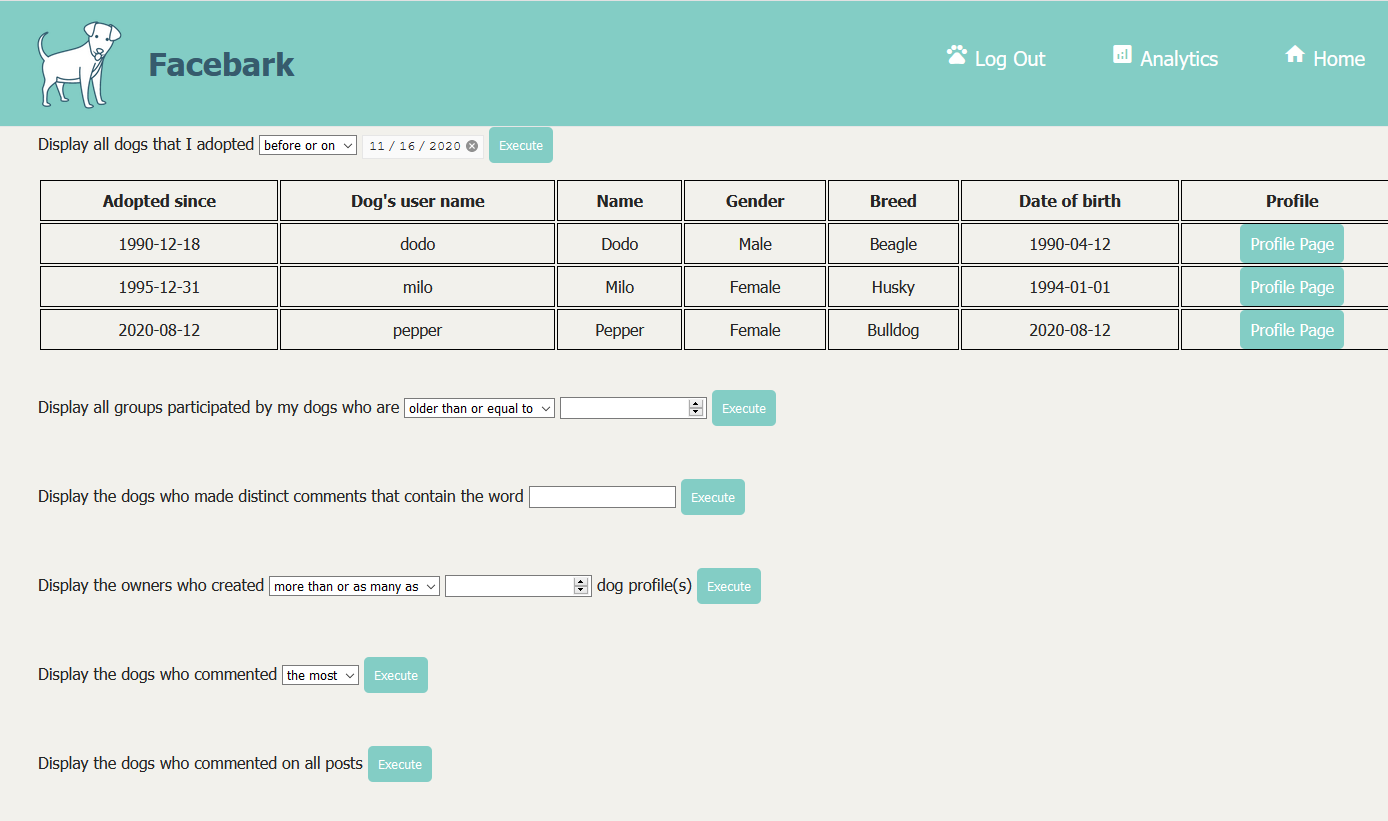 Facebark
Log Out Analytics Home
Display all dogs that I adopted before or on 11 / 16 / 2020 Execute
Adopted since Dog's user name Name Gender Breed Date of birth Profile
1990-12-18 dodo Dodo Male Beagle 1990-04-12 Profile Page
1995-12-31 milo Milo Female Husky 1994-01-01 Profile Page
2020-08-12 pepper Pepper Female Bulldog 2020-08-12 Profile Page
Display all groups participated by my dogs who are older than or equal to Execute
Display the dogs who made distinct comments that contain the word Execute
Display the owners who created more than or as many as dog profile(s) Execute
Display the dogs who commented the most Execute
Display the dogs who commented on all posts Execute